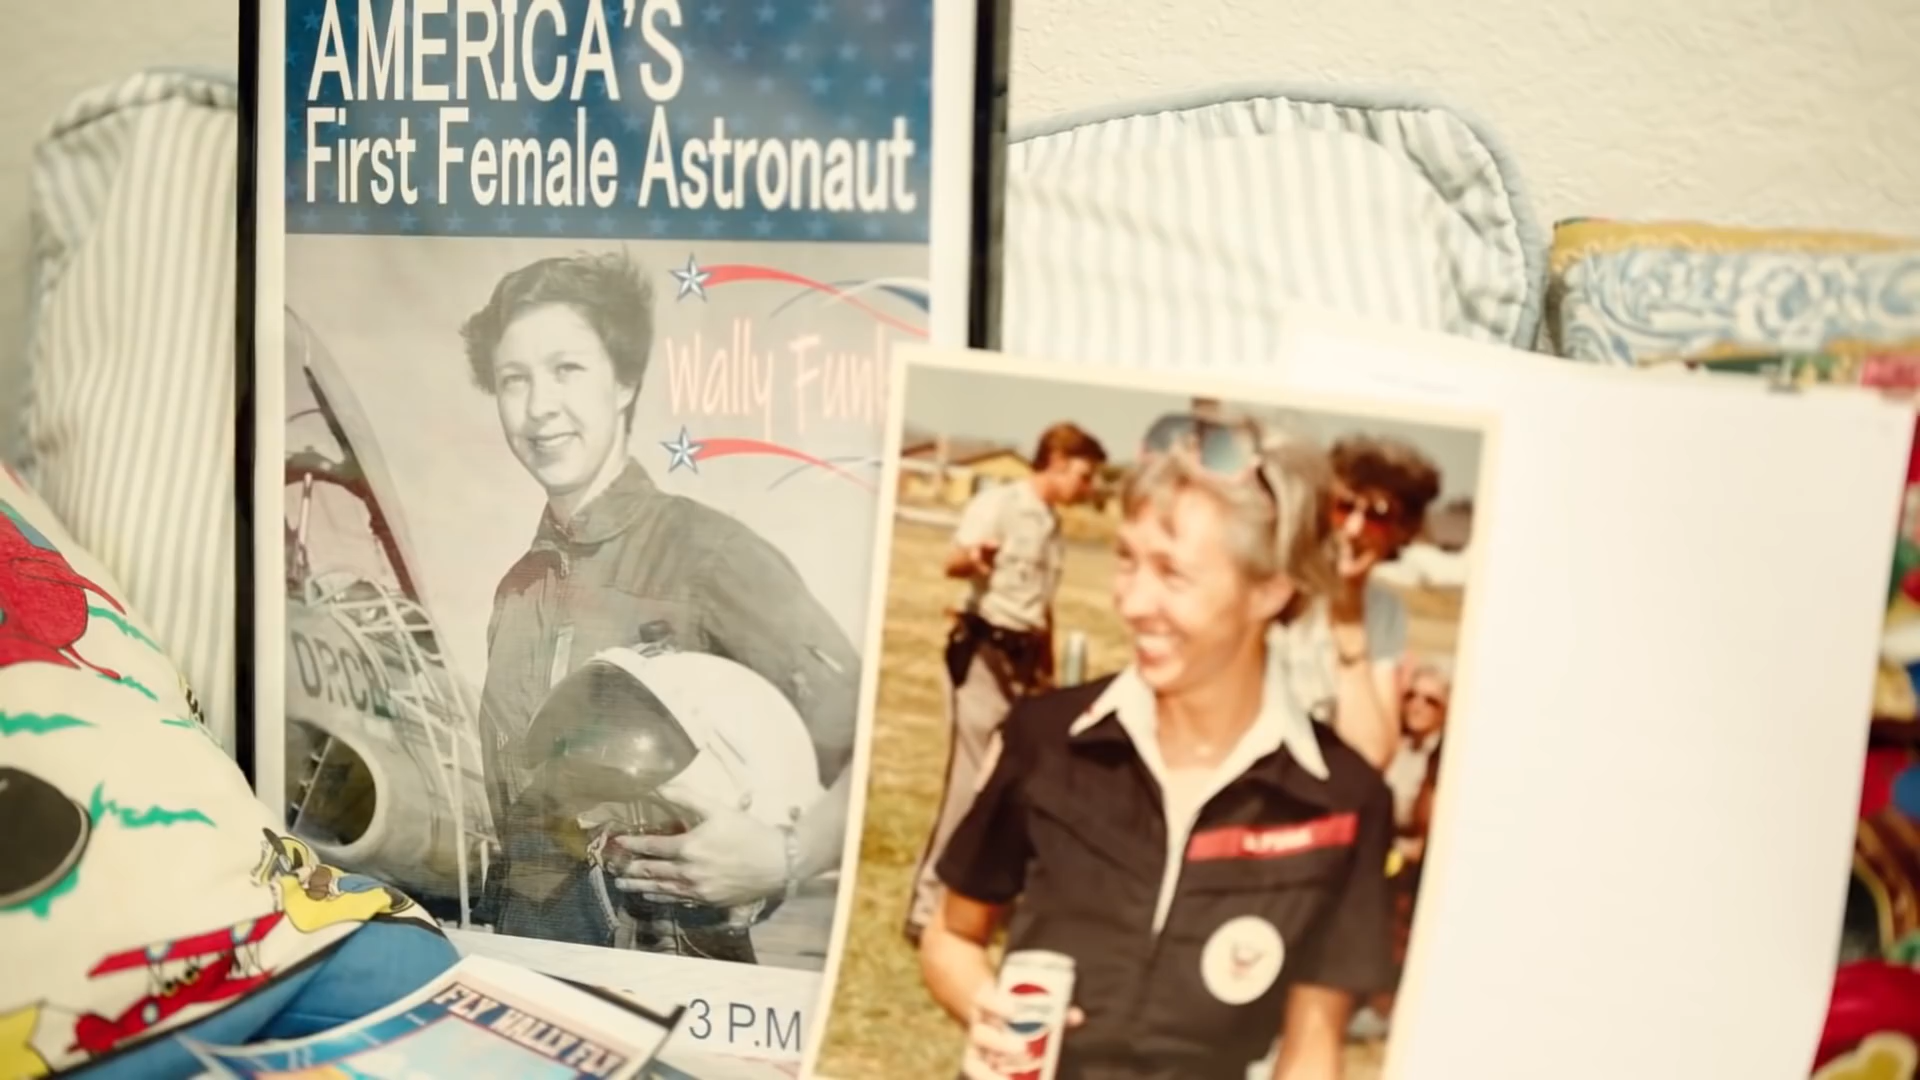 AMERICA'S
First Female Astronaut
Wally Funk
3 P.M
FLY WALLY FLY